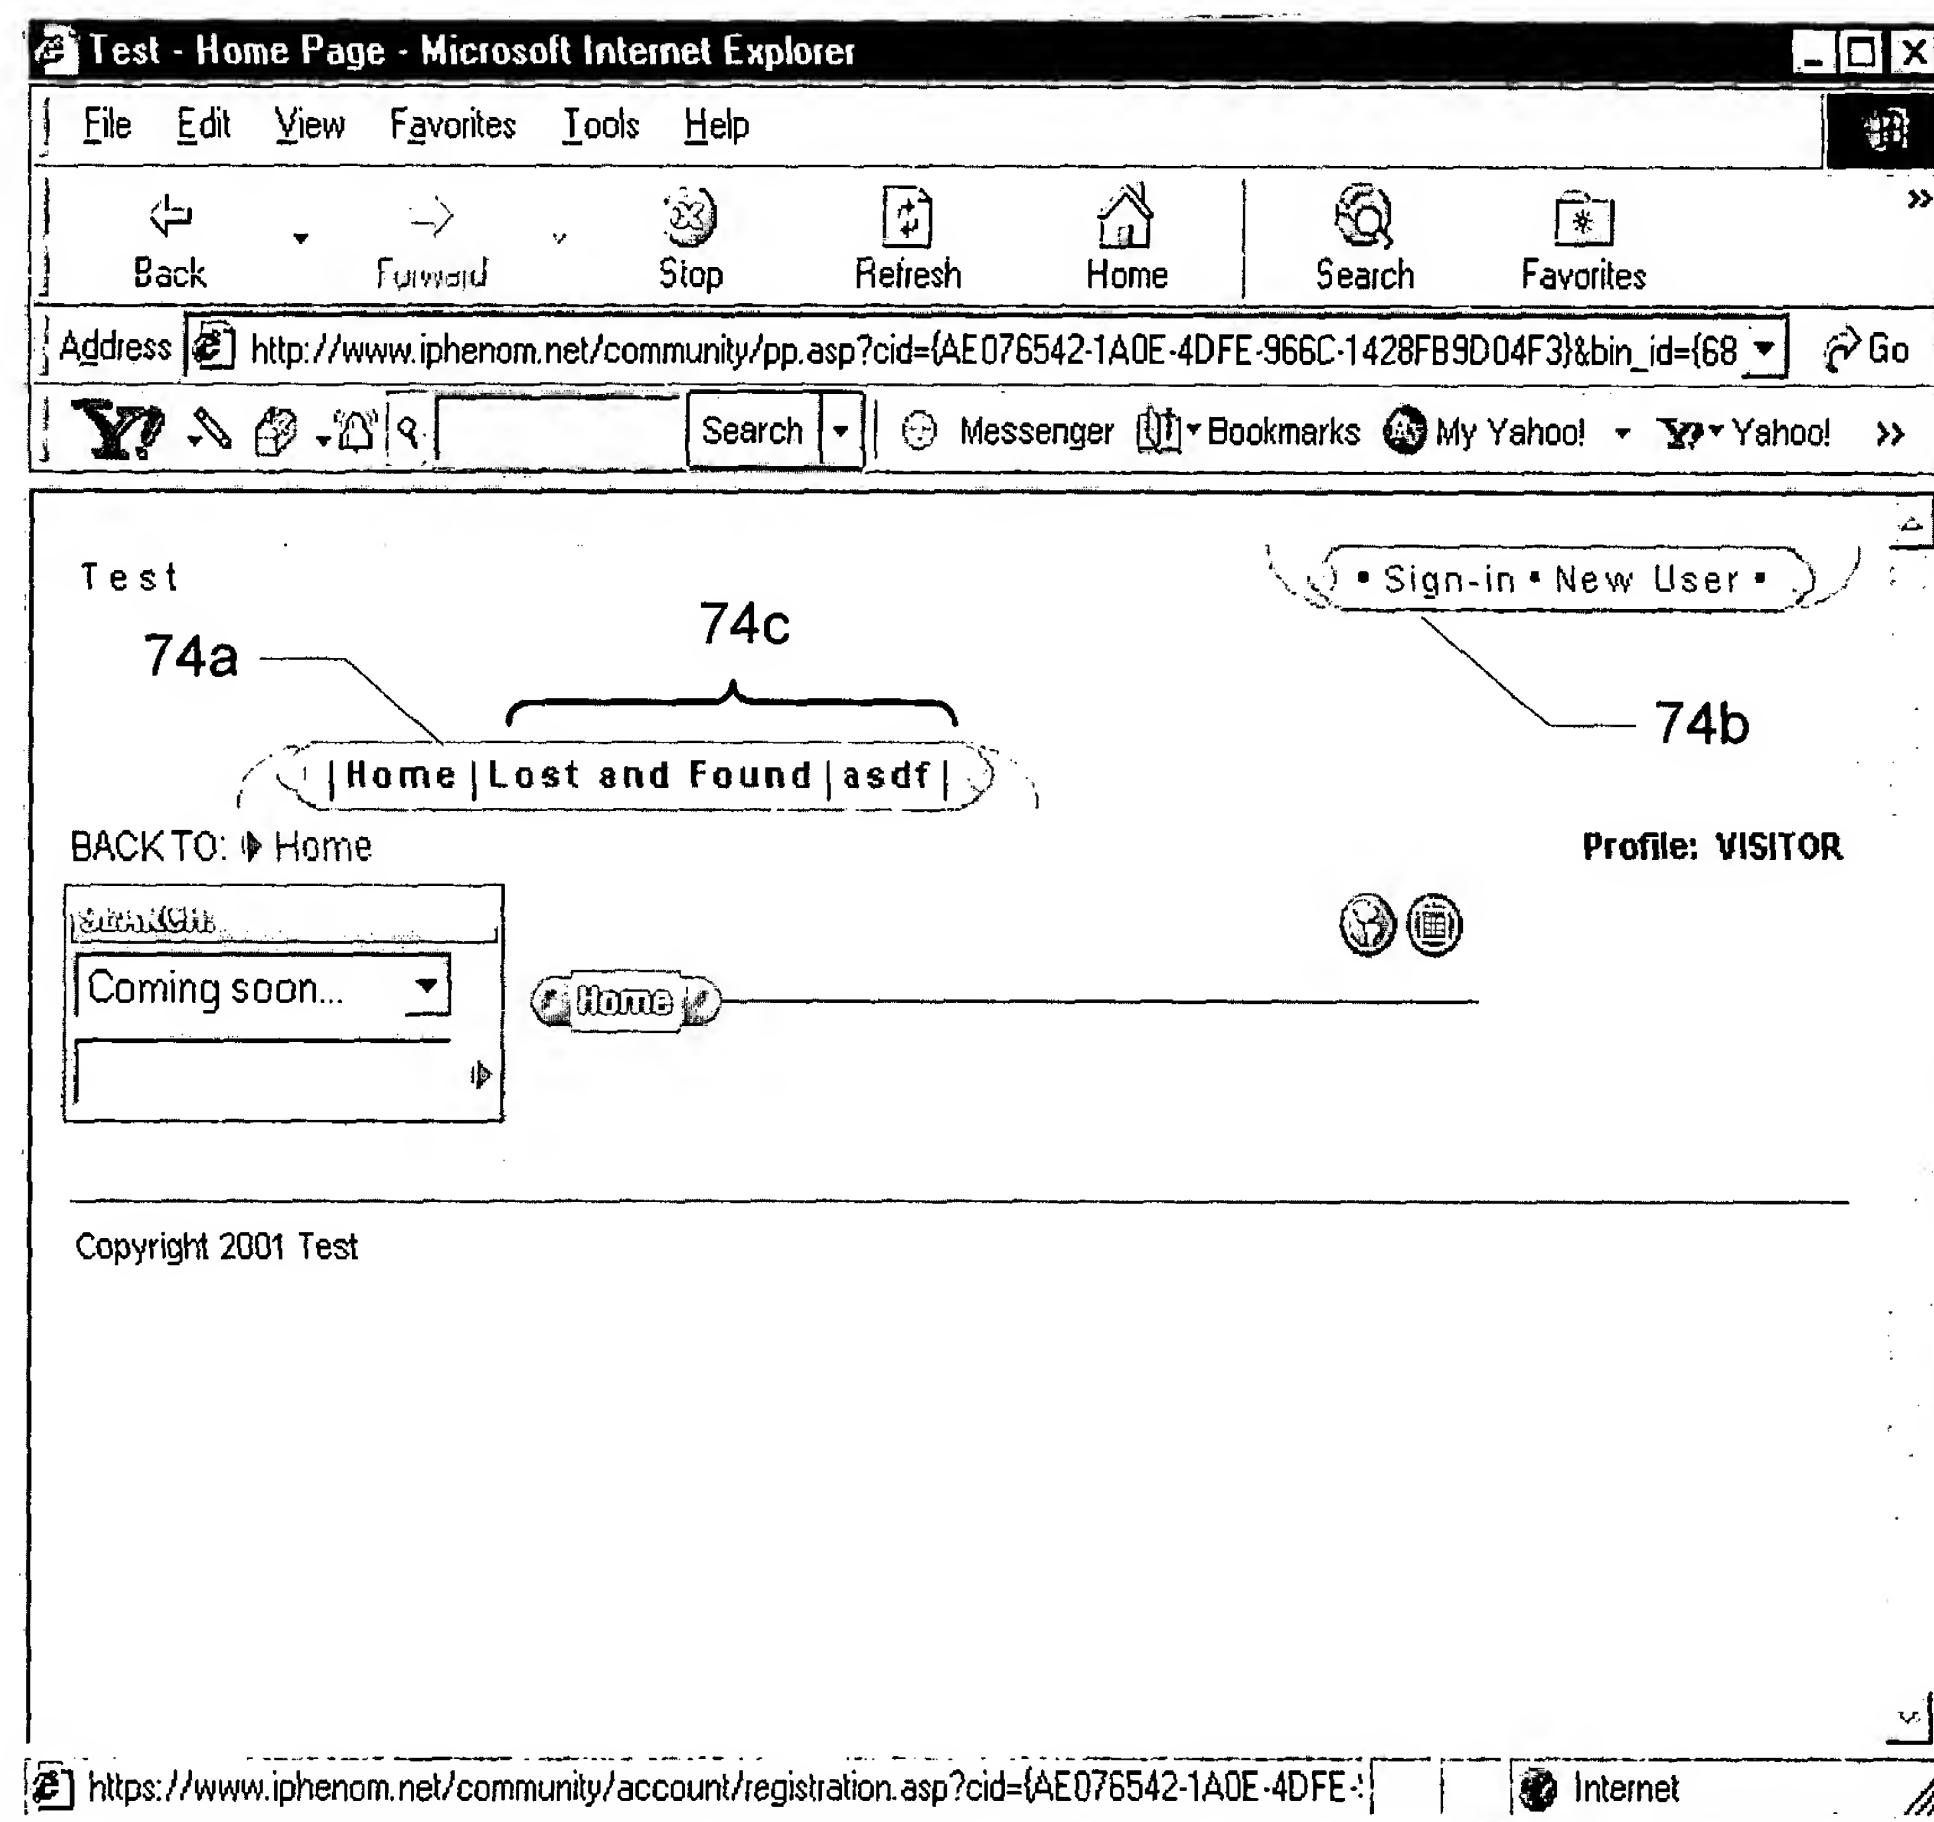 Test - Home Page - Microsoft Internet Explorer
File Edit View Favorites Tools Help
Back Forward Stop Refresh Home Search Favorites »
Address http://www.iphenom.net/community/pp.asp?cid={AE076542-1A0E-4DFE-966C-1428FB9D04F3}&bin_id={68 Go
Y! Search Messenger Bookmarks My Yahoo! Y! Yahoo! »
Test
• Sign-in • New User •
74c
74a
74b
|Home|Lost and Found|asdf|
BACK TO: Home
Profile: VISITOR
SEARCH:
Coming soon...
Home
Copyright 2001 Test
https://www.iphenom.net/community/account/registration.asp?cid={AE076542-1A0E-4DFE-
Internet